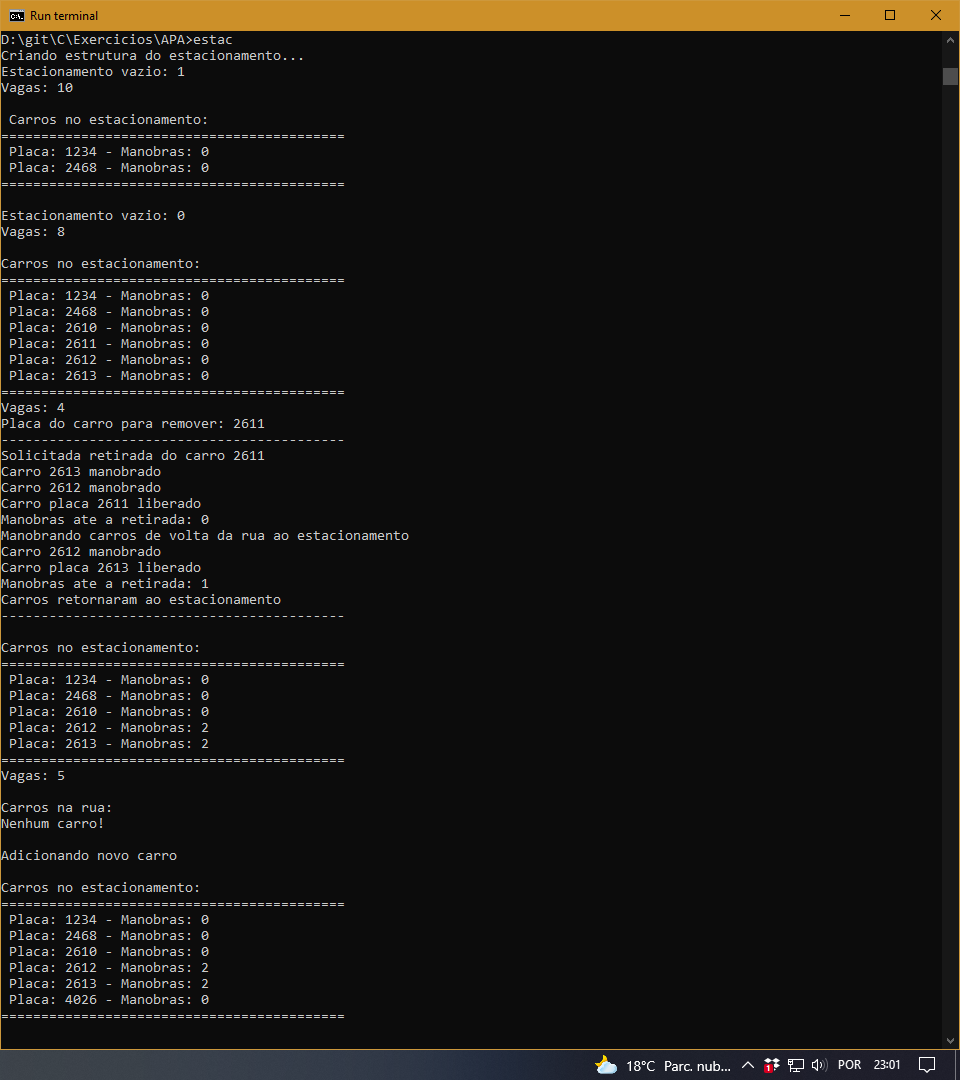 Run terminal
D:\git\C\Exercicios\APA>estac
Criando estrutura do estacionamento...
Estacionamento vazio: 1
Vagas: 10
Carros no estacionamento:
===========================================
Placa: 1234 - Manobras: 0
Placa: 2468 - Manobras: 0
===========================================
Estacionamento vazio: 0
Vagas: 8
Carros no estacionamento:
===========================================
Placa: 1234 - Manobras: 0
Placa: 2468 - Manobras: 0
Placa: 2610 - Manobras: 0
Placa: 2611 - Manobras: 0
Placa: 2612 - Manobras: 0
Placa: 2613 - Manobras: 0
===========================================
Vagas: 4
Placa do carro para remover: 2611
-------------------------------------------
Solicitada retirada do carro 2611
Carro 2613 manobrado
Carro 2612 manobrado
Carro placa 2611 liberado
Manobras ate a retirada: 0
Manobrando carros de volta da rua ao estacionamento
Carro 2612 manobrado
Carro placa 2613 liberado
Manobras ate a retirada: 1
Carros retornaram ao estacionamento
-------------------------------------------
Carros no estacionamento:
===========================================
Placa: 1234 - Manobras: 0
Placa: 2468 - Manobras: 0
Placa: 2610 - Manobras: 0
Placa: 2612 - Manobras: 2
Placa: 2613 - Manobras: 2
===========================================
Vagas: 5
Carros na rua:
Nenhum carro!
Adicionando novo carro
Carros no estacionamento:
===========================================
Placa: 1234 - Manobras: 0
Placa: 2468 - Manobras: 0
Placa: 2610 - Manobras: 0
Placa: 2612 - Manobras: 2
Placa: 2613 - Manobras: 2
Placa: 4026 - Manobras: 0
===========================================
18°C Parc. nub... 1 POR 23:01